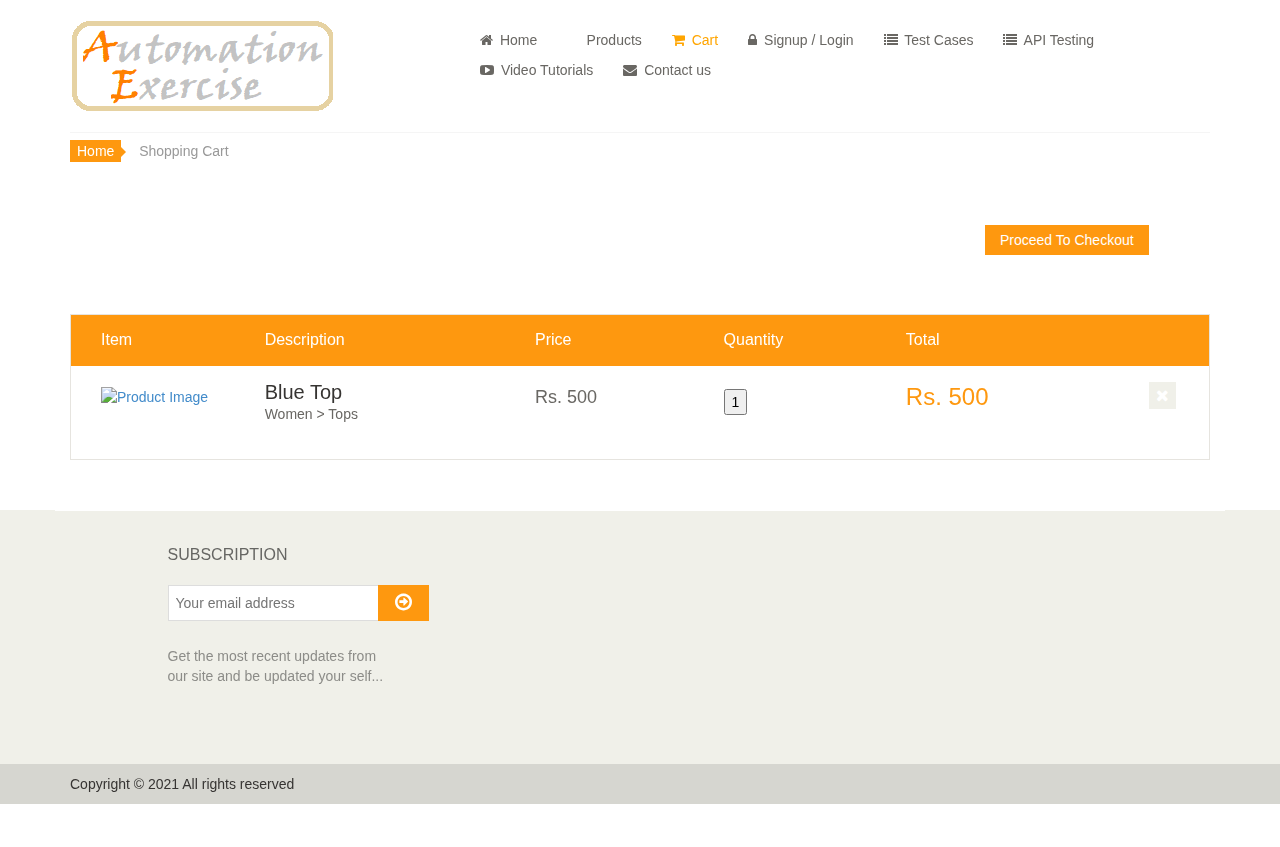 Automation
Exercise
Home Products Cart Signup / Login Test Cases API Testing
Video Tutorials Contact us
Home Shopping Cart
Proceed To Checkout
Item Description Price Quantity Total
Product Image Blue Top Rs. 500 1 Rs. 500
Women > Tops
SUBSCRIPTION
Your email address
Get the most recent updates from
our site and be updated your self...
Copyright © 2021 All rights reserved